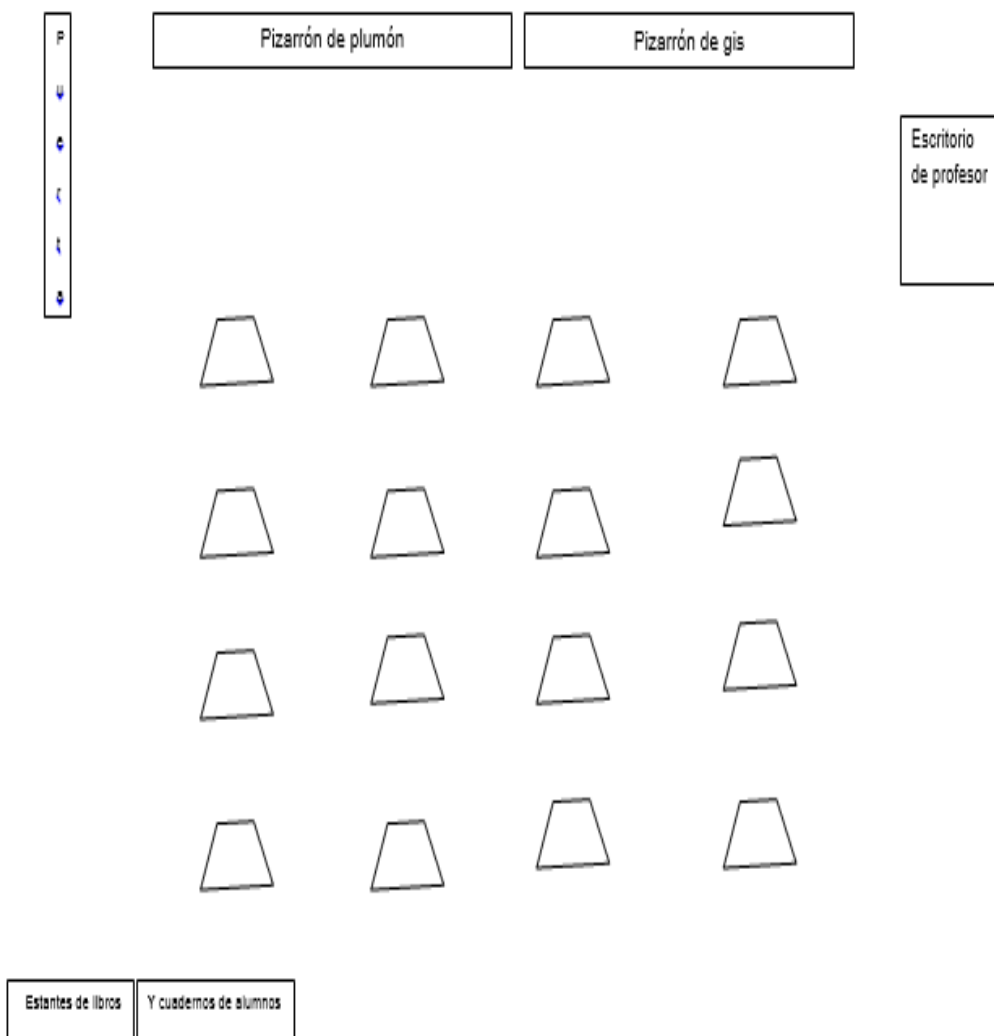 Pizarrón de plumón
Pizarrón de gis
P
u
e
r
t
a
Escritorio
de profesor
Estantes de libros
Y cuadernos de alumnos